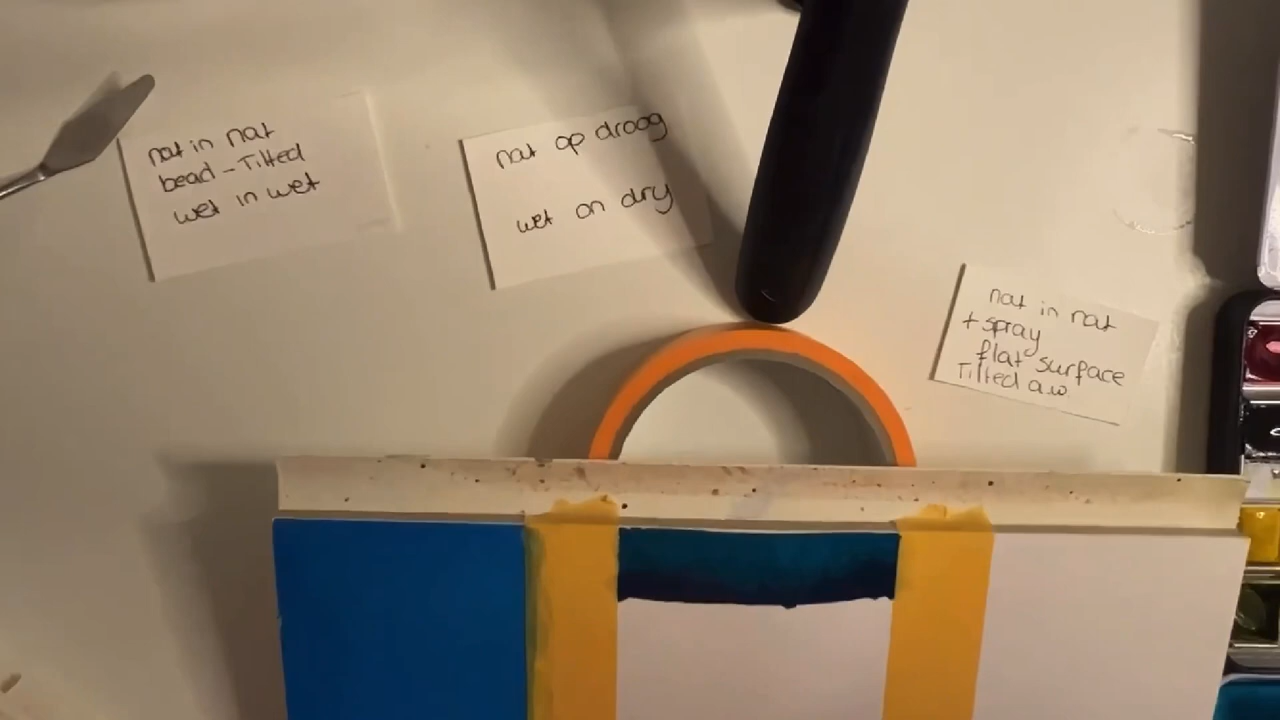 nat in nat
bead - Tilted
wet in wet
nat op droog
wet on dry
nat in nat
+ spray
flat surface
Tilted a.w.